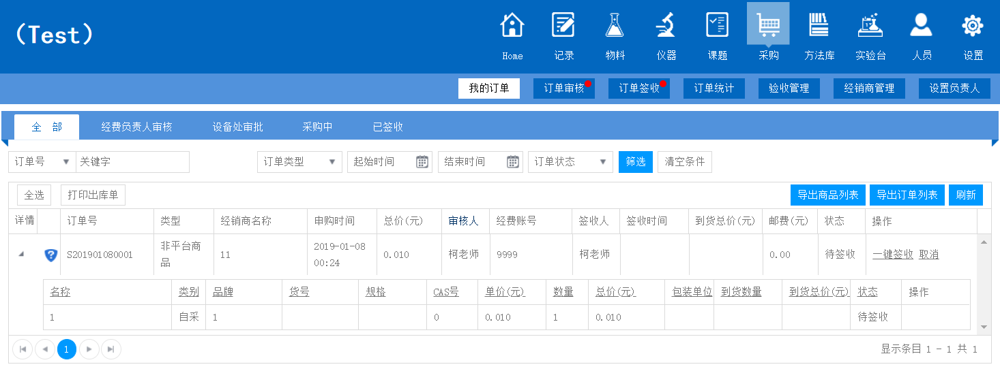 （Test）
Home 记录 物料 仪器 课题 采购 方法库 实验台 人员 设置
我的订单 订单审核 订单签收 订单统计 验收管理 经销商管理 设置负责人
全 部 经费负责人审核 设备处审批 采购中 已签收
订单号 关键字 订单类型 起始时间 结束时间 订单状态 筛选 清空条件
全选 打印出库单 导出商品列表 导出订单列表 刷新
详情 订单号 类型 经销商名称 申购时间 总价(元) 审核人 经费账号 签收人 签收时间 到货总价(元) 邮费(元) 状态 操作
S201901080001 非平台商品 11 2019-01-08 00:24 0.010 柯老师 9999 柯老师 0.00 待签收 一键签收 取消
名称 类别 品牌 货号 规格 CAS号 单价(元) 数量 总价(元) 包装单位 到货数量 到货总价(元) 状态 操作
1 自采 1 0 0.010 1 0.010 待签收
1 显示条目 1 - 1 共 1